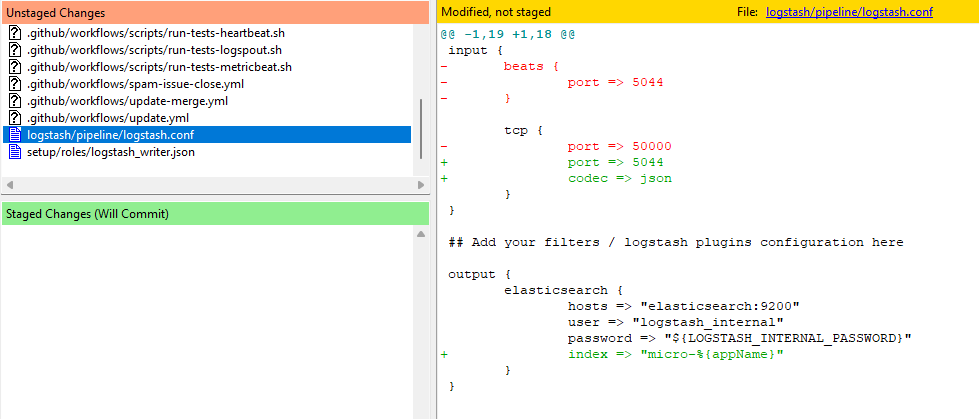 Unstaged Changes
.github/workflows/scripts/run-tests-heartbeat.sh
.github/workflows/scripts/run-tests-logspout.sh
.github/workflows/scripts/run-tests-metricbeat.sh
.github/workflows/spam-issue-close.yml
.github/workflows/update-merge.yml
.github/workflows/update.yml
logstash/pipeline/logstash.conf
setup/roles/logstash_writer.json
Staged Changes (Will Commit)
Modified, not staged File: logstash/pipeline/logstash.conf
@@ -1,19 +1,18 @@
 input {
-       beats {
-               port => 5044
-       }

        tcp {
-               port => 50000
+               port => 5044
+               codec => json
        }
 }

 ## Add your filters / logstash plugins configuration here

 output {
        elasticsearch {
                hosts => "elasticsearch:9200"
                user => "logstash_internal"
                password => "${LOGSTASH_INTERNAL_PASSWORD}"
+               index => "micro-%{appName}"
        }
 }